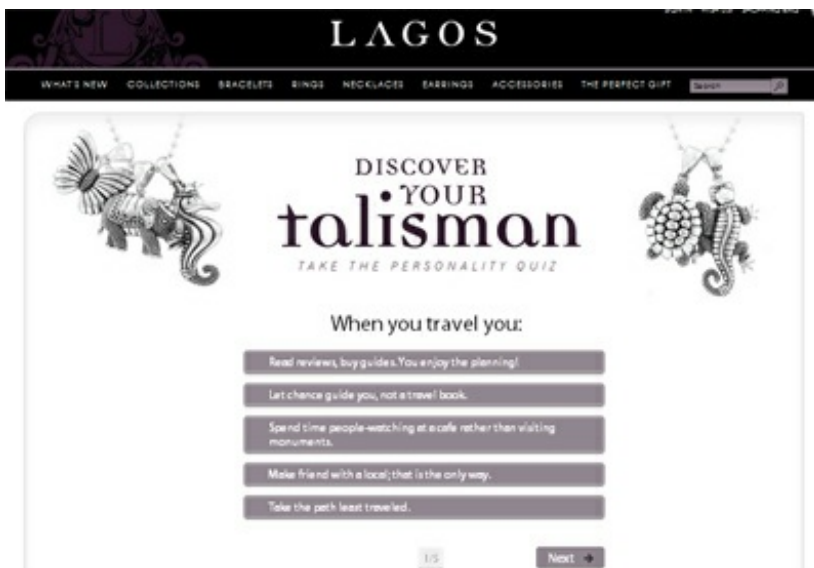 LAGOS
WHAT'S NEW COLLECTIONS BRACELETS RINGS NECKLACES EARRINGS ACCESSORIES THE PERFECT GIFT Search
DISCOVER
YOUR
talisman
TAKE THE PERSONALITY QUIZ
When you travel you:
Read reviews, buy guides. You enjoy the planning!
Let chance guide you, not a travel book.
Spend time people-watching at a cafe rather than visiting
monuments.
Make friend with a local; that is the only way.
Take the path least traveled.
1/5 Next